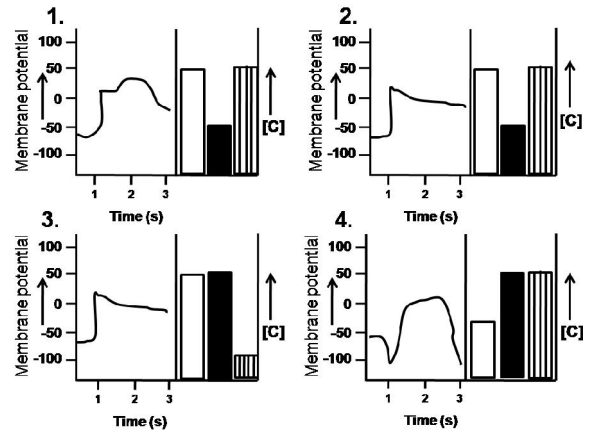 1.
Membrane potential
100
50
0
-50
-100
1 2 3
Time (s)
[C]
2.
Membrane potential
100
50
0
-50
-100
1 2 3
Time (s)
[C]
3.
Membrane potential
100
50
0
-50
-100
1 2 3
Time (s)
[C]
4.
Membrane potential
100
50
0
-50
-100
1 2 3
Time (s)
[C]